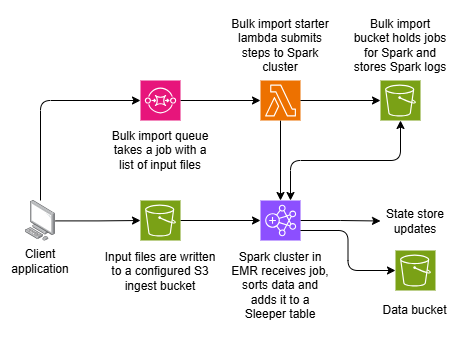 Bulk import starter
lambda submits
steps to Spark
cluster
Bulk import
bucket holds jobs
for Spark and
stores Spark logs
Bulk import queue
takes a job with a
list of input files
Client
application
Input files are written
to a configured S3
ingest bucket
Spark cluster in
EMR receives job,
sorts data and
adds it to a
Sleeper table
State store
updates
Data bucket